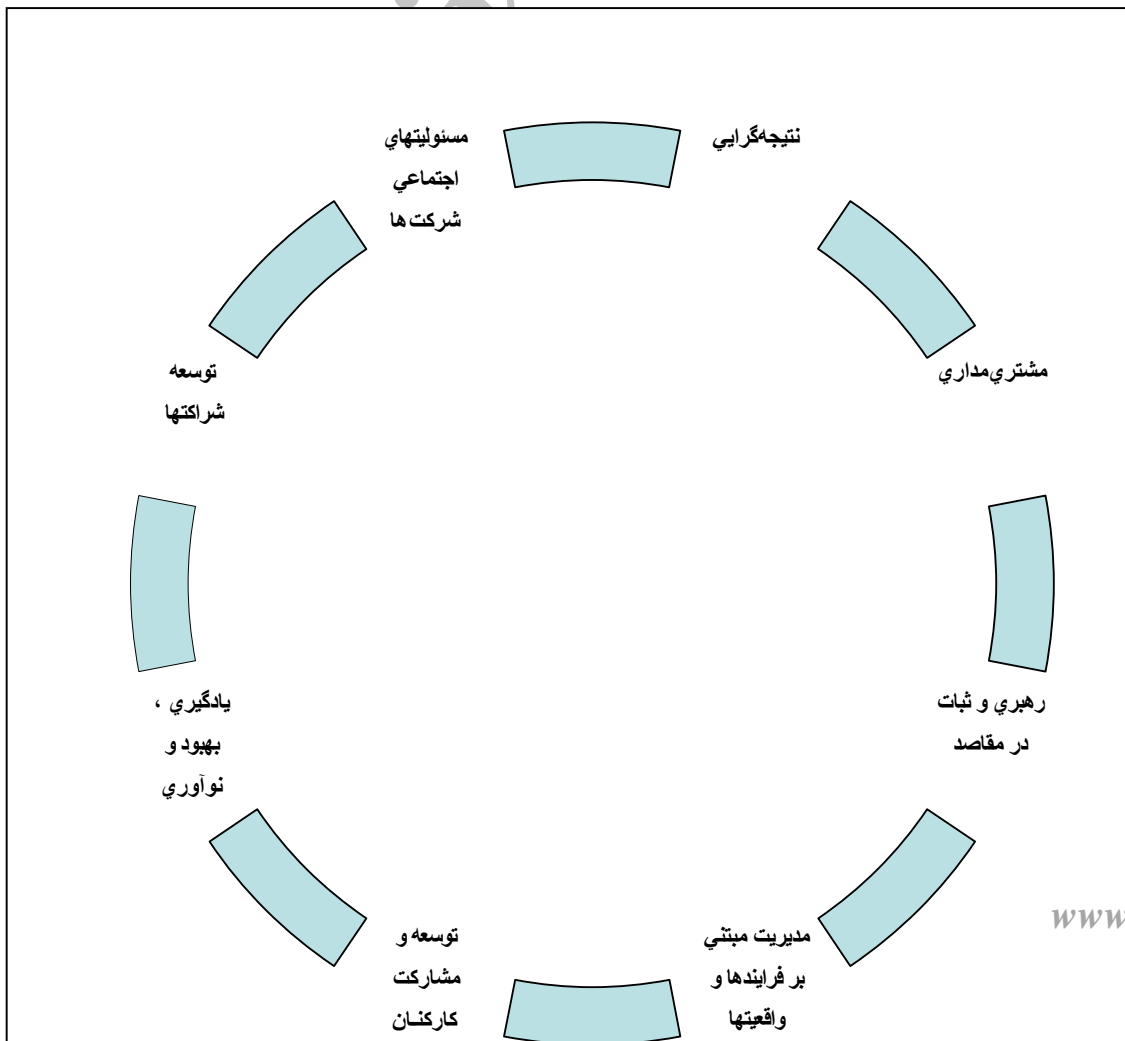 نتيجه‌گرايي
مشتري‌مداري
رهبري و ثبات
در مقاصد
مديريت مبتني
بر فرايندها و
واقعيتها
توسعه و
مشاركت
كاركنـان
يادگيري ،
بهبود و
نوآوري
توسعه
شراكتها
مسئوليتهاي
اجتماعي
شركت ها
www